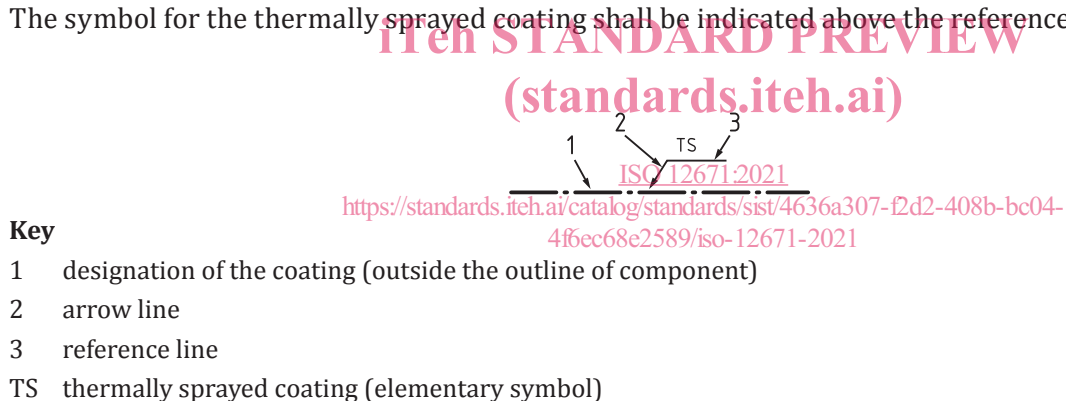 The symbol for the thermally sprayed coating shall be indicated above the reference
iTeh STANDARD PREVIEW
(standards.iteh.ai)
2 3
1 TS
ISO 12671:2021
https://standards.iteh.ai/catalog/standards/sist/4636a307-f2d2-408b-bc04-
4f6ec68e2589/iso-12671-2021
Key
1 designation of the coating (outside the outline of component)
2 arrow line
3 reference line
TS thermally sprayed coating (elementary symbol)